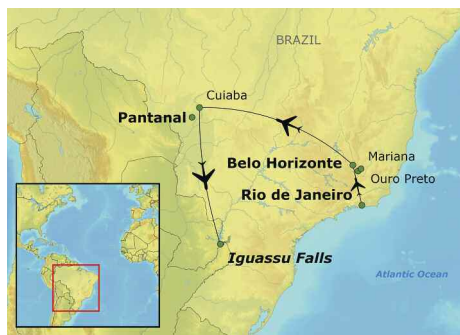 BRAZIL
Cuiaba
Pantanal
Mariana
Belo Horizonte
Ouro Preto
Rio de Janeiro
Iguassu Falls
Atlantic Ocean